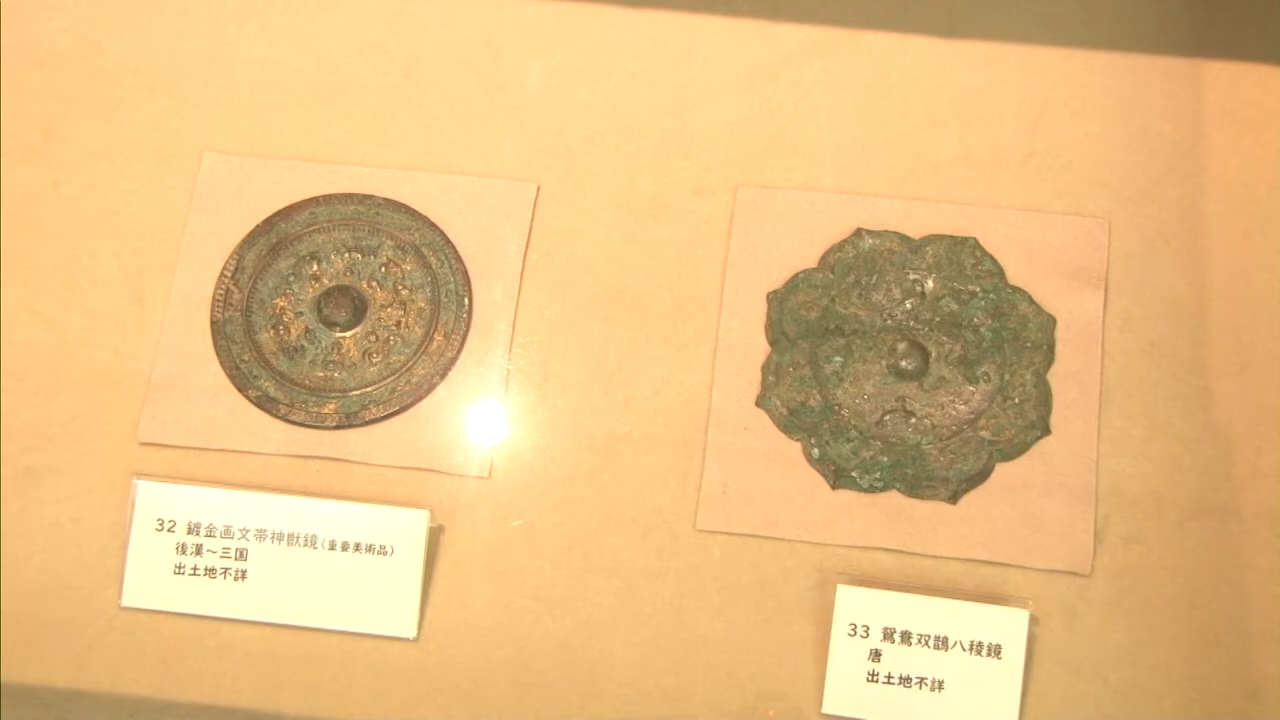 32 鍍金画文帯神獣鏡(重要美術品)
後漢～三国
出土地不詳
33 鴛鴦双鵲八稜鏡
唐
出土地不詳